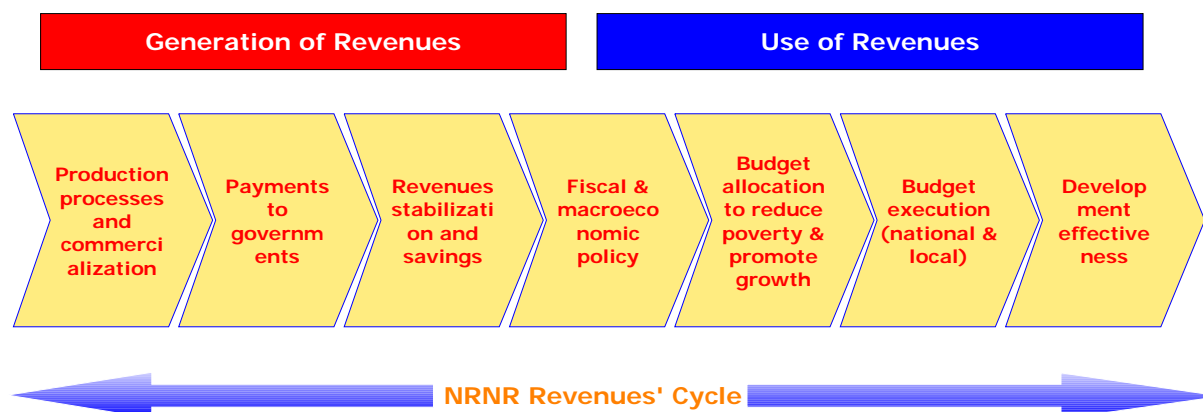 Generation of Revenues
Use of Revenues
Production
processes
and
commerci
alization
Payments
to
governm
ents
Revenues
stabilizati
on and
savings
Fiscal &
macroeco
nomic
policy
Budget
allocation
to reduce
poverty &
promote
growth
Budget
execution
(national &
local)
Develop
ment
effective
ness
NRNR Revenues' Cycle